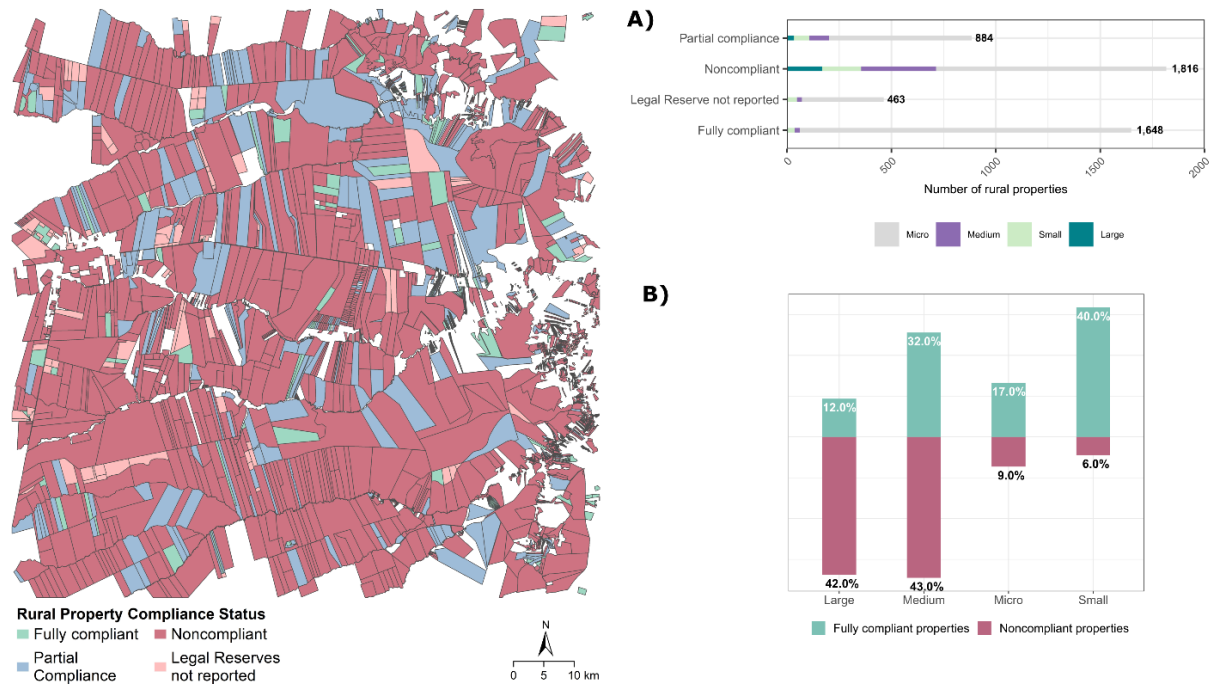 Rural Property Compliance Status
Fully compliant
Noncompliant
Partial
Compliance
Legal Reserves
not reported
N
0 5 10 km
A)
Partial compliance
884
Noncompliant
1,816
Legal Reserve not reported
463
Fully compliant
1,648
0 500 1000 1500 2000
Number of rural properties
Micro Medium Small Large
B)
40.0%
32.0%
17.0%
12.0%
6.0%
9.0%
42.0%
43,0%
Large Medium Micro Small
Fully compliant properties Noncompliant properties